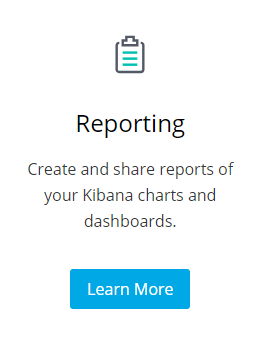 Reporting
Create and share reports of
your Kibana charts and
dashboards.
Learn More